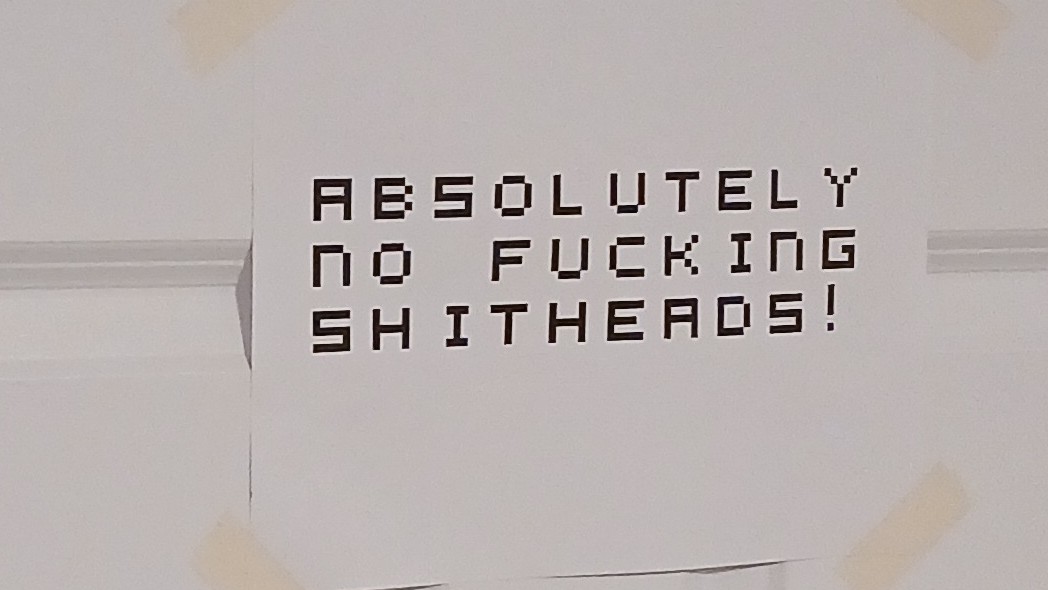 ABSOLUTELY
NO FUCKING
SHITHEADS!